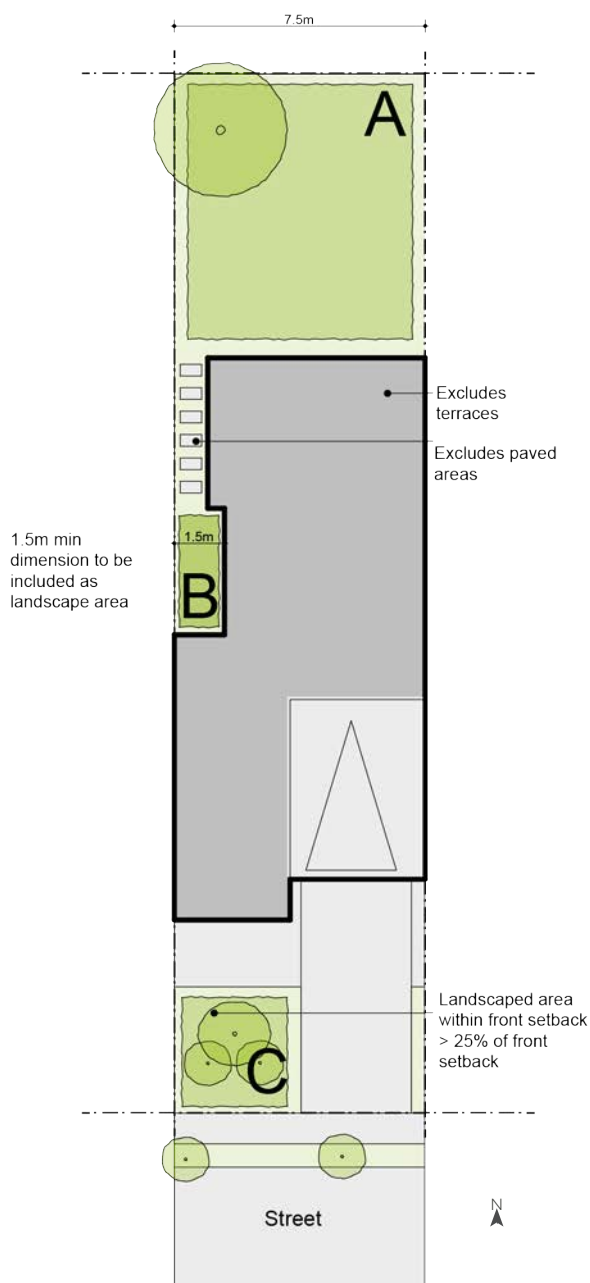 7.5m
A
Excludes
terraces
Excludes paved
areas
1.5m min
dimension to be
included as
landscape area
1.5m
B
Landscaped area
within front setback
> 25% of front
setback
C
Street
N